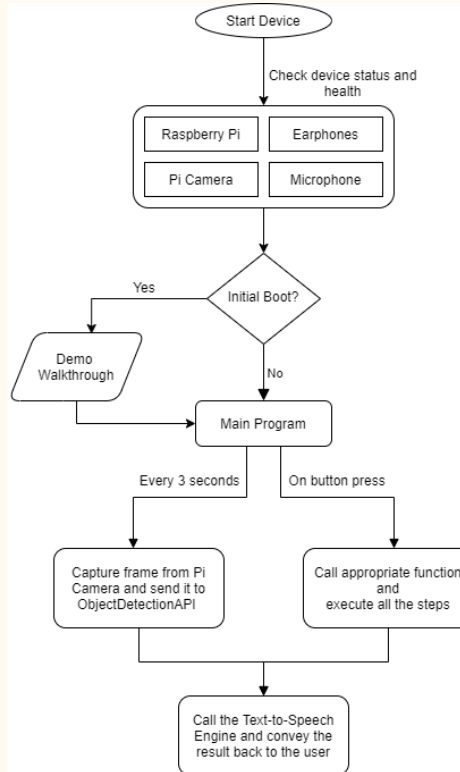 Start Device
Check device status and
health
Raspberry Pi
Earphones
Pi Camera
Microphone
Initial Boot?
Yes
Demo
Walkthrough
No
Main Program
Every 3 seconds
On button press
Capture frame from Pi
Camera and send it to
ObjectDetectionAPI
Call appropriate function
and
execute all the steps
Call the Text-to-Speech
Engine and convey the
result back to the user